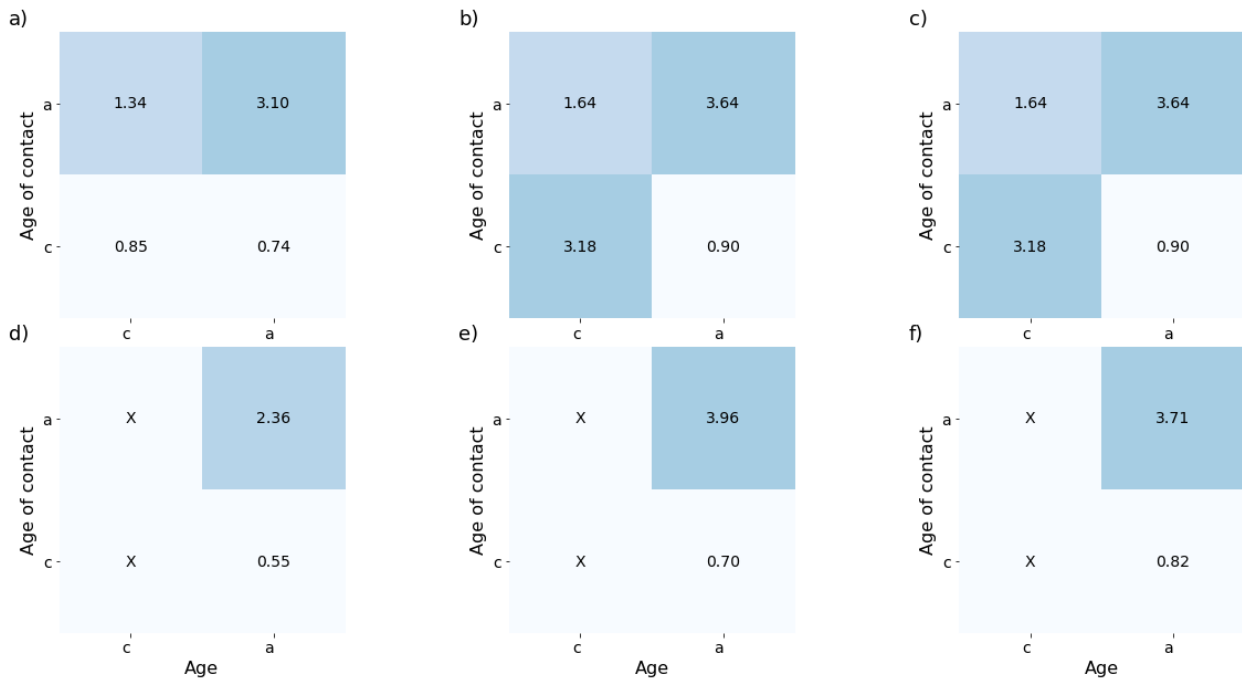 a) b) c)
Age of contact Age of contact Age of contact
a 1.34 3.10 a 1.64 3.64 a 1.64 3.64
c 0.85 0.74 c 3.18 0.90 c 3.18 0.90
c a c a c a
d) e) f)
Age of contact Age of contact Age of contact
a X 2.36 a X 3.96 a X 3.71
c X 0.55 c X 0.70 c X 0.82
c a c a c a
Age Age Age